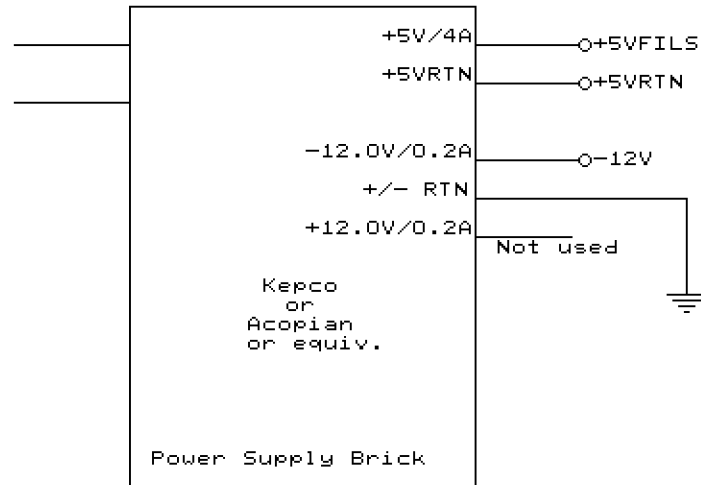 +5V/4A
+5VFILS
+5VRTN
+5VRTN
-12.0V/0.2A
-12V
+/- RTN
+12.0V/0.2A
Not used
Kepco
or
Acopian
or equiv.
Power Supply Brick